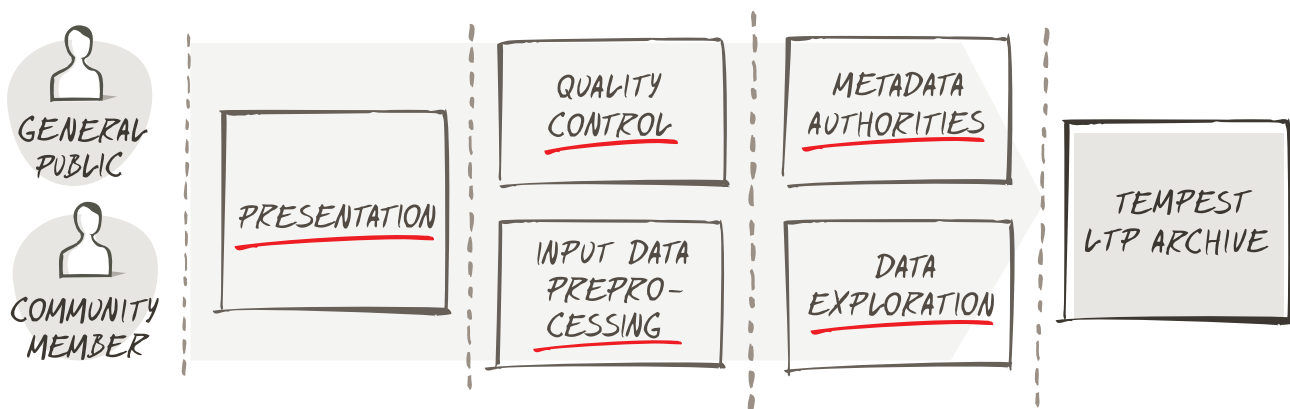 GENERAL
PUBLIC
COMMUNITY
MEMBER
PRESENTATION
QUALITY
CONTROL
INPUT DATA
PREPRO-
CESSING
METADATA
AUTHORITIES
DATA
EXPLORATION
TEMPEST
LTP ARCHIVE